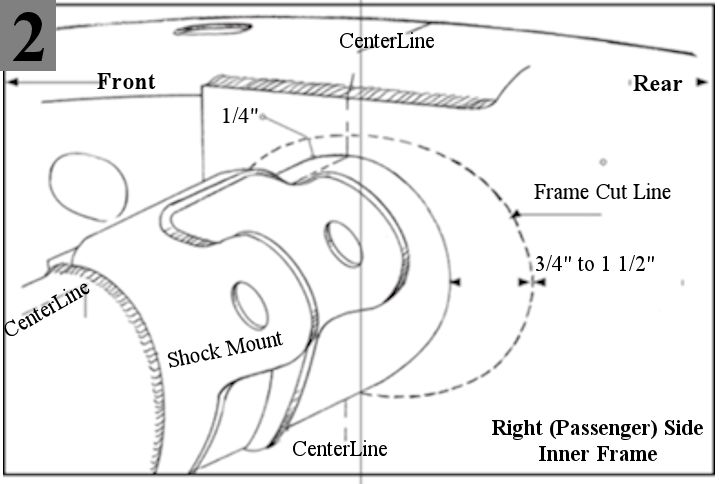 2
CenterLine
Front
Rear
1/4"
Frame Cut Line
3/4" to 1 1/2"
CenterLine
Shock Mount
Right (Passenger) Side
Inner Frame
CenterLine